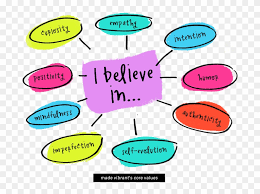 I believe
in...
empathy
intention
humor
authenticity
self-evolution
imperfection
mindfulness
positivity
curiosity
made vibrant's core values